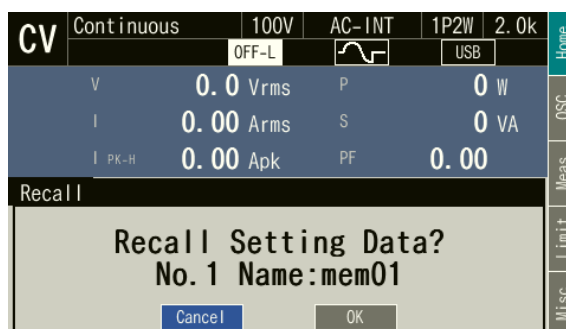 CV Continuous 100V AC-INT 1P2W 2.0k
OFF-L USB
V 0.0 Vrms P 0 W
I 0.00 Arms S 0 VA
I PK-H 0.00 Apk PF 0.00
Recall
Recall Setting Data?
No.1 Name:mem01
Cancel OK
Home
OSC
Meas
Limit
Misc